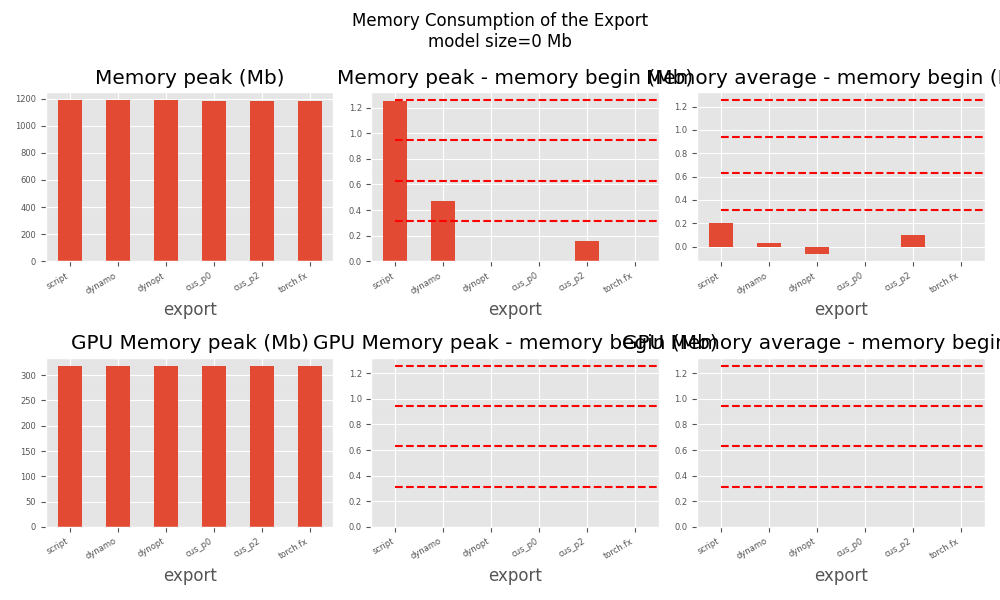 Memory Consumption of the Export
model size=0 Mb
Memory peak (Mb)
Memory peak - memory begin (Mb)
Memory average - memory begin (
1200
1000
800
600
400
200
0
script
dynamo
dynopt
cus_p0
cus_p2
torch.fx
export
1.2
1.0
0.8
0.6
0.4
0.2
0.0
script
dynamo
dynopt
cus_p0
cus_p2
torch.fx
export
1.2
1.0
0.8
0.6
0.4
0.2
0.0
script
dynamo
dynopt
cus_p0
cus_p2
torch.fx
export
GPU Memory peak (Mb)
GPU Memory peak - memory begin (Mb)
GPU Memory average - memory begin
300
250
200
150
100
50
0
script
dynamo
dynopt
cus_p0
cus_p2
torch.fx
export
1.2
1.0
0.8
0.6
0.4
0.2
0.0
script
dynamo
dynopt
cus_p0
cus_p2
torch.fx
export
1.2
1.0
0.8
0.6
0.4
0.2
0.0
script
dynamo
dynopt
cus_p0
cus_p2
torch.fx
export